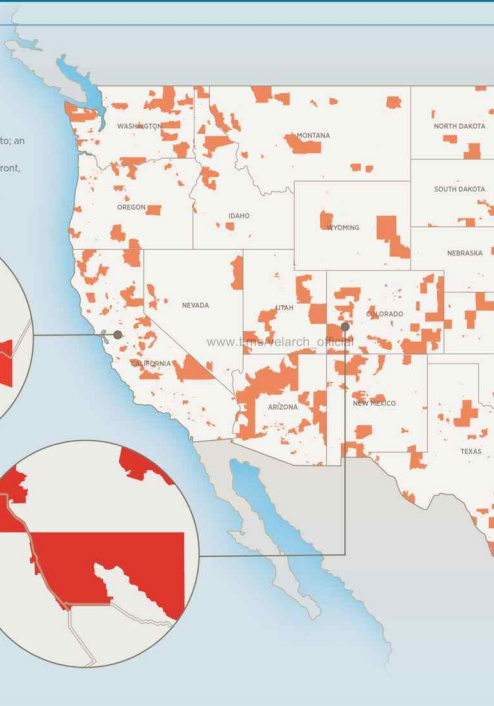 to; an
ront,
WASHINGTON
MONTANA
NORTH DAKOTA
OREGON
IDAHO
WYOMING
SOUTH DAKOTA
NEBRASKA
NEVADA
UTAH
COLORADO
CALIFORNIA
ARIZONA
NEW MEXICO
TEXAS